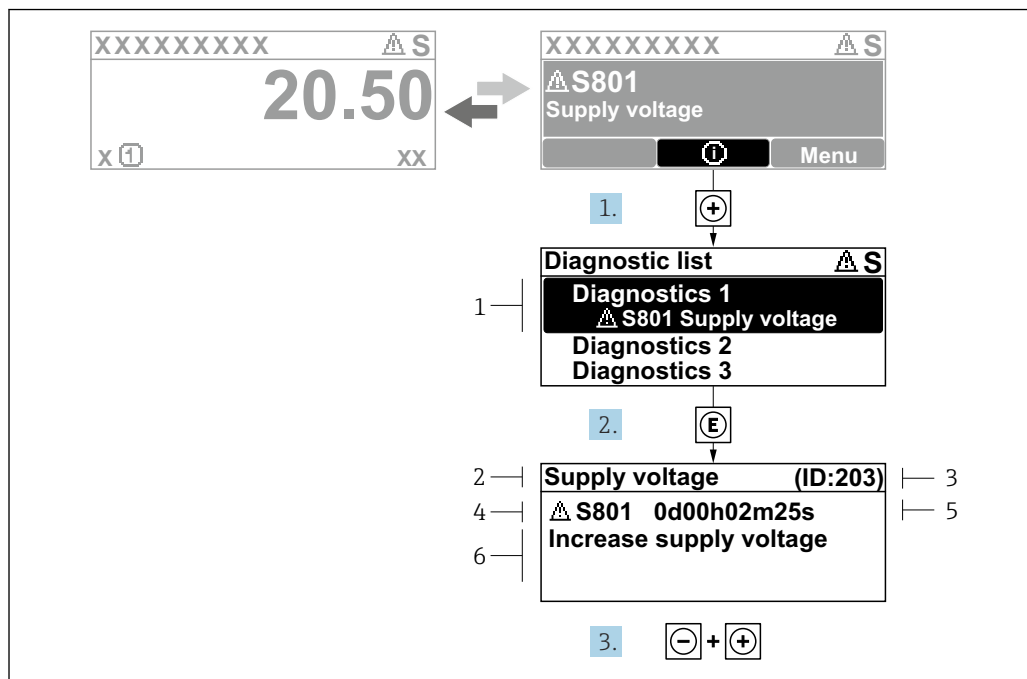 XXXXXXXXX ⚠ S
20.50
x ① xx
XXXXXXXXX ⚠ S
⚠S801
Supply voltage
ⓘ Menu
1. +
Diagnostic list ⚠ S
1
Diagnostics 1
⚠ S801 Supply voltage
Diagnostics 2
Diagnostics 3
2. E
2 Supply voltage (ID:203) 3
4 ⚠ S801 0d00h02m25s 5
6 Increase supply voltage
3. − + +